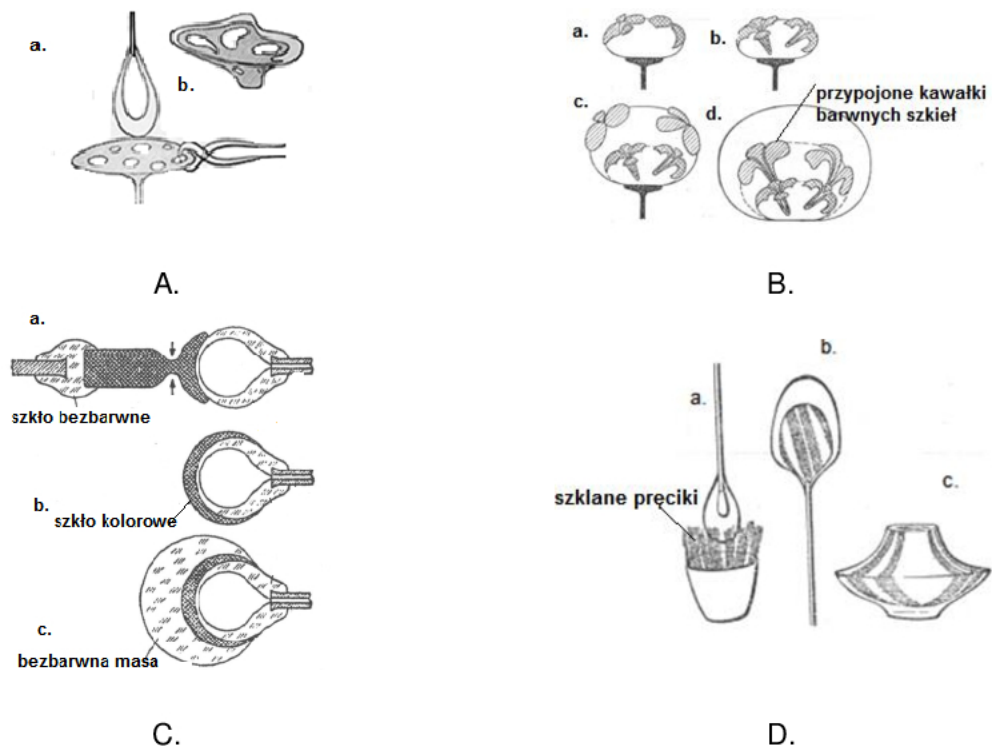 a.
b.
A.
a.
b.
c.
d.
przypojone kawałki
barwnych szkieł
B.
a.
szkło bezbarwne
b.
szkło kolorowe
c.
bezbarwna masa
C.
a.
b.
szklane pręciki
c.
D.